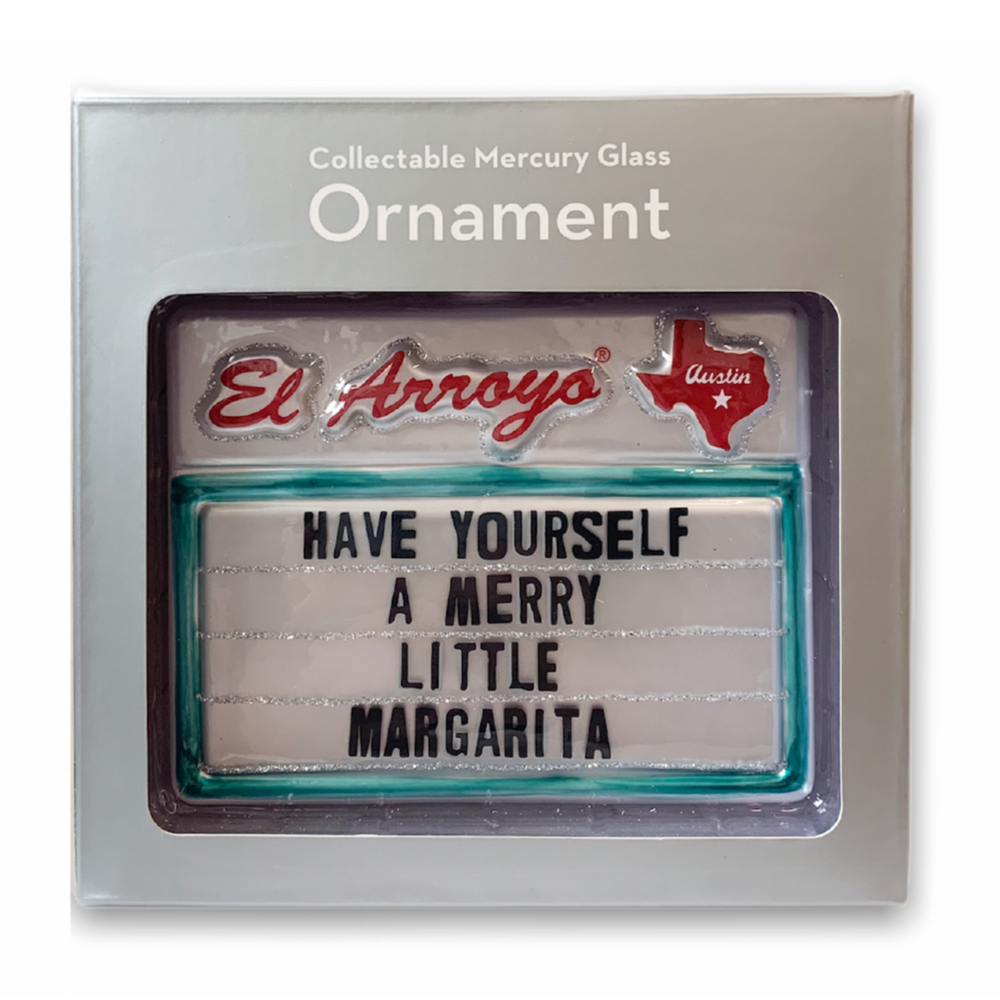 Collectable Mercury Glass
Ornament
El Arroyo®
Austin
HAVE YOURSELF
A MERRY
LITTLE
MARGARITA